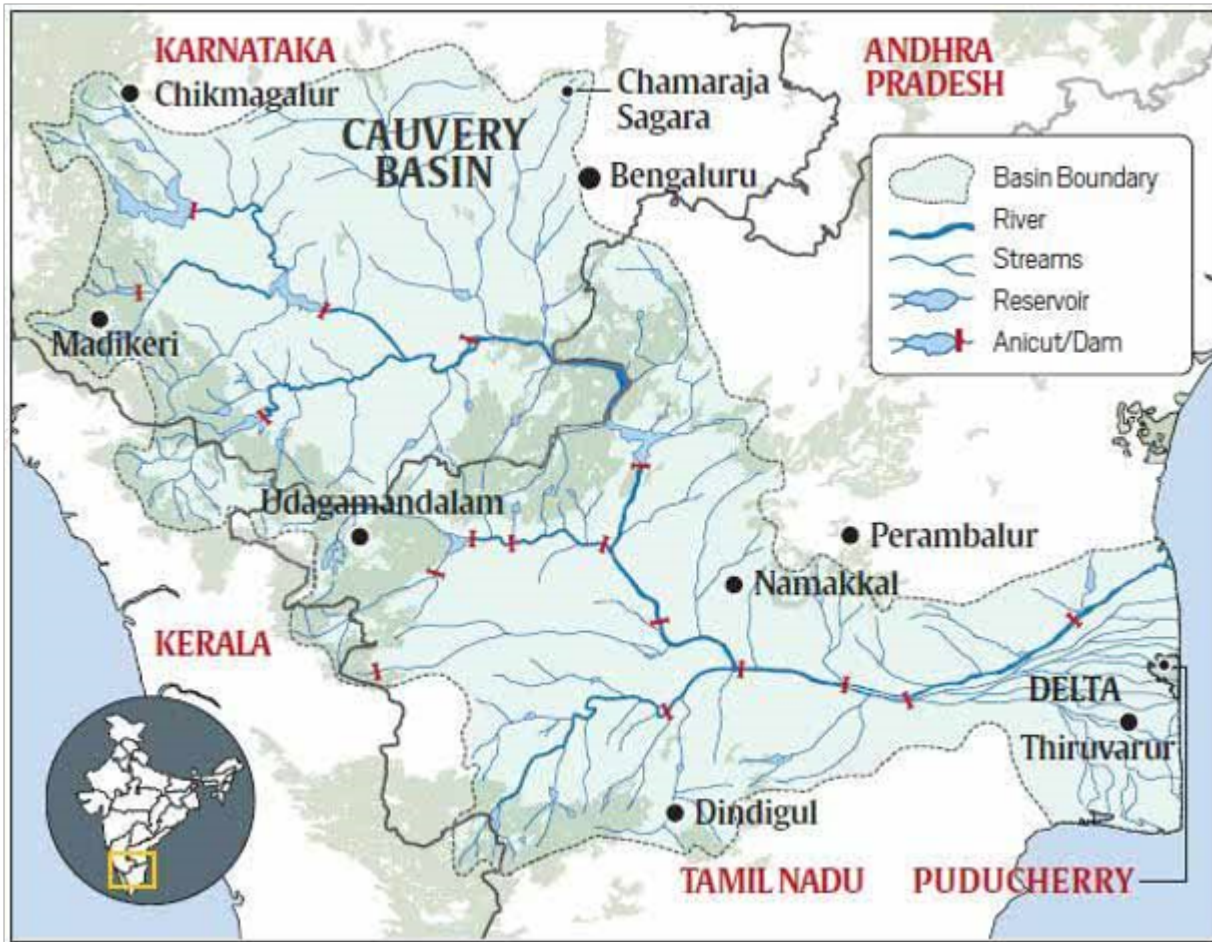 KARNATAKA
Chikmagalur
CAUVERY
BASIN
Chamaraja
Sagara
Bengaluru
ANDHRA
PRADESH
Basin Boundary
River
Streams
Reservoir
Anicut/Dam
Madikeri
Udagamandalam
Perambalur
Namakkal
KERALA
DELTA
Thiruvarur
Dindigul
TAMIL NADU
PUDUCHERRY